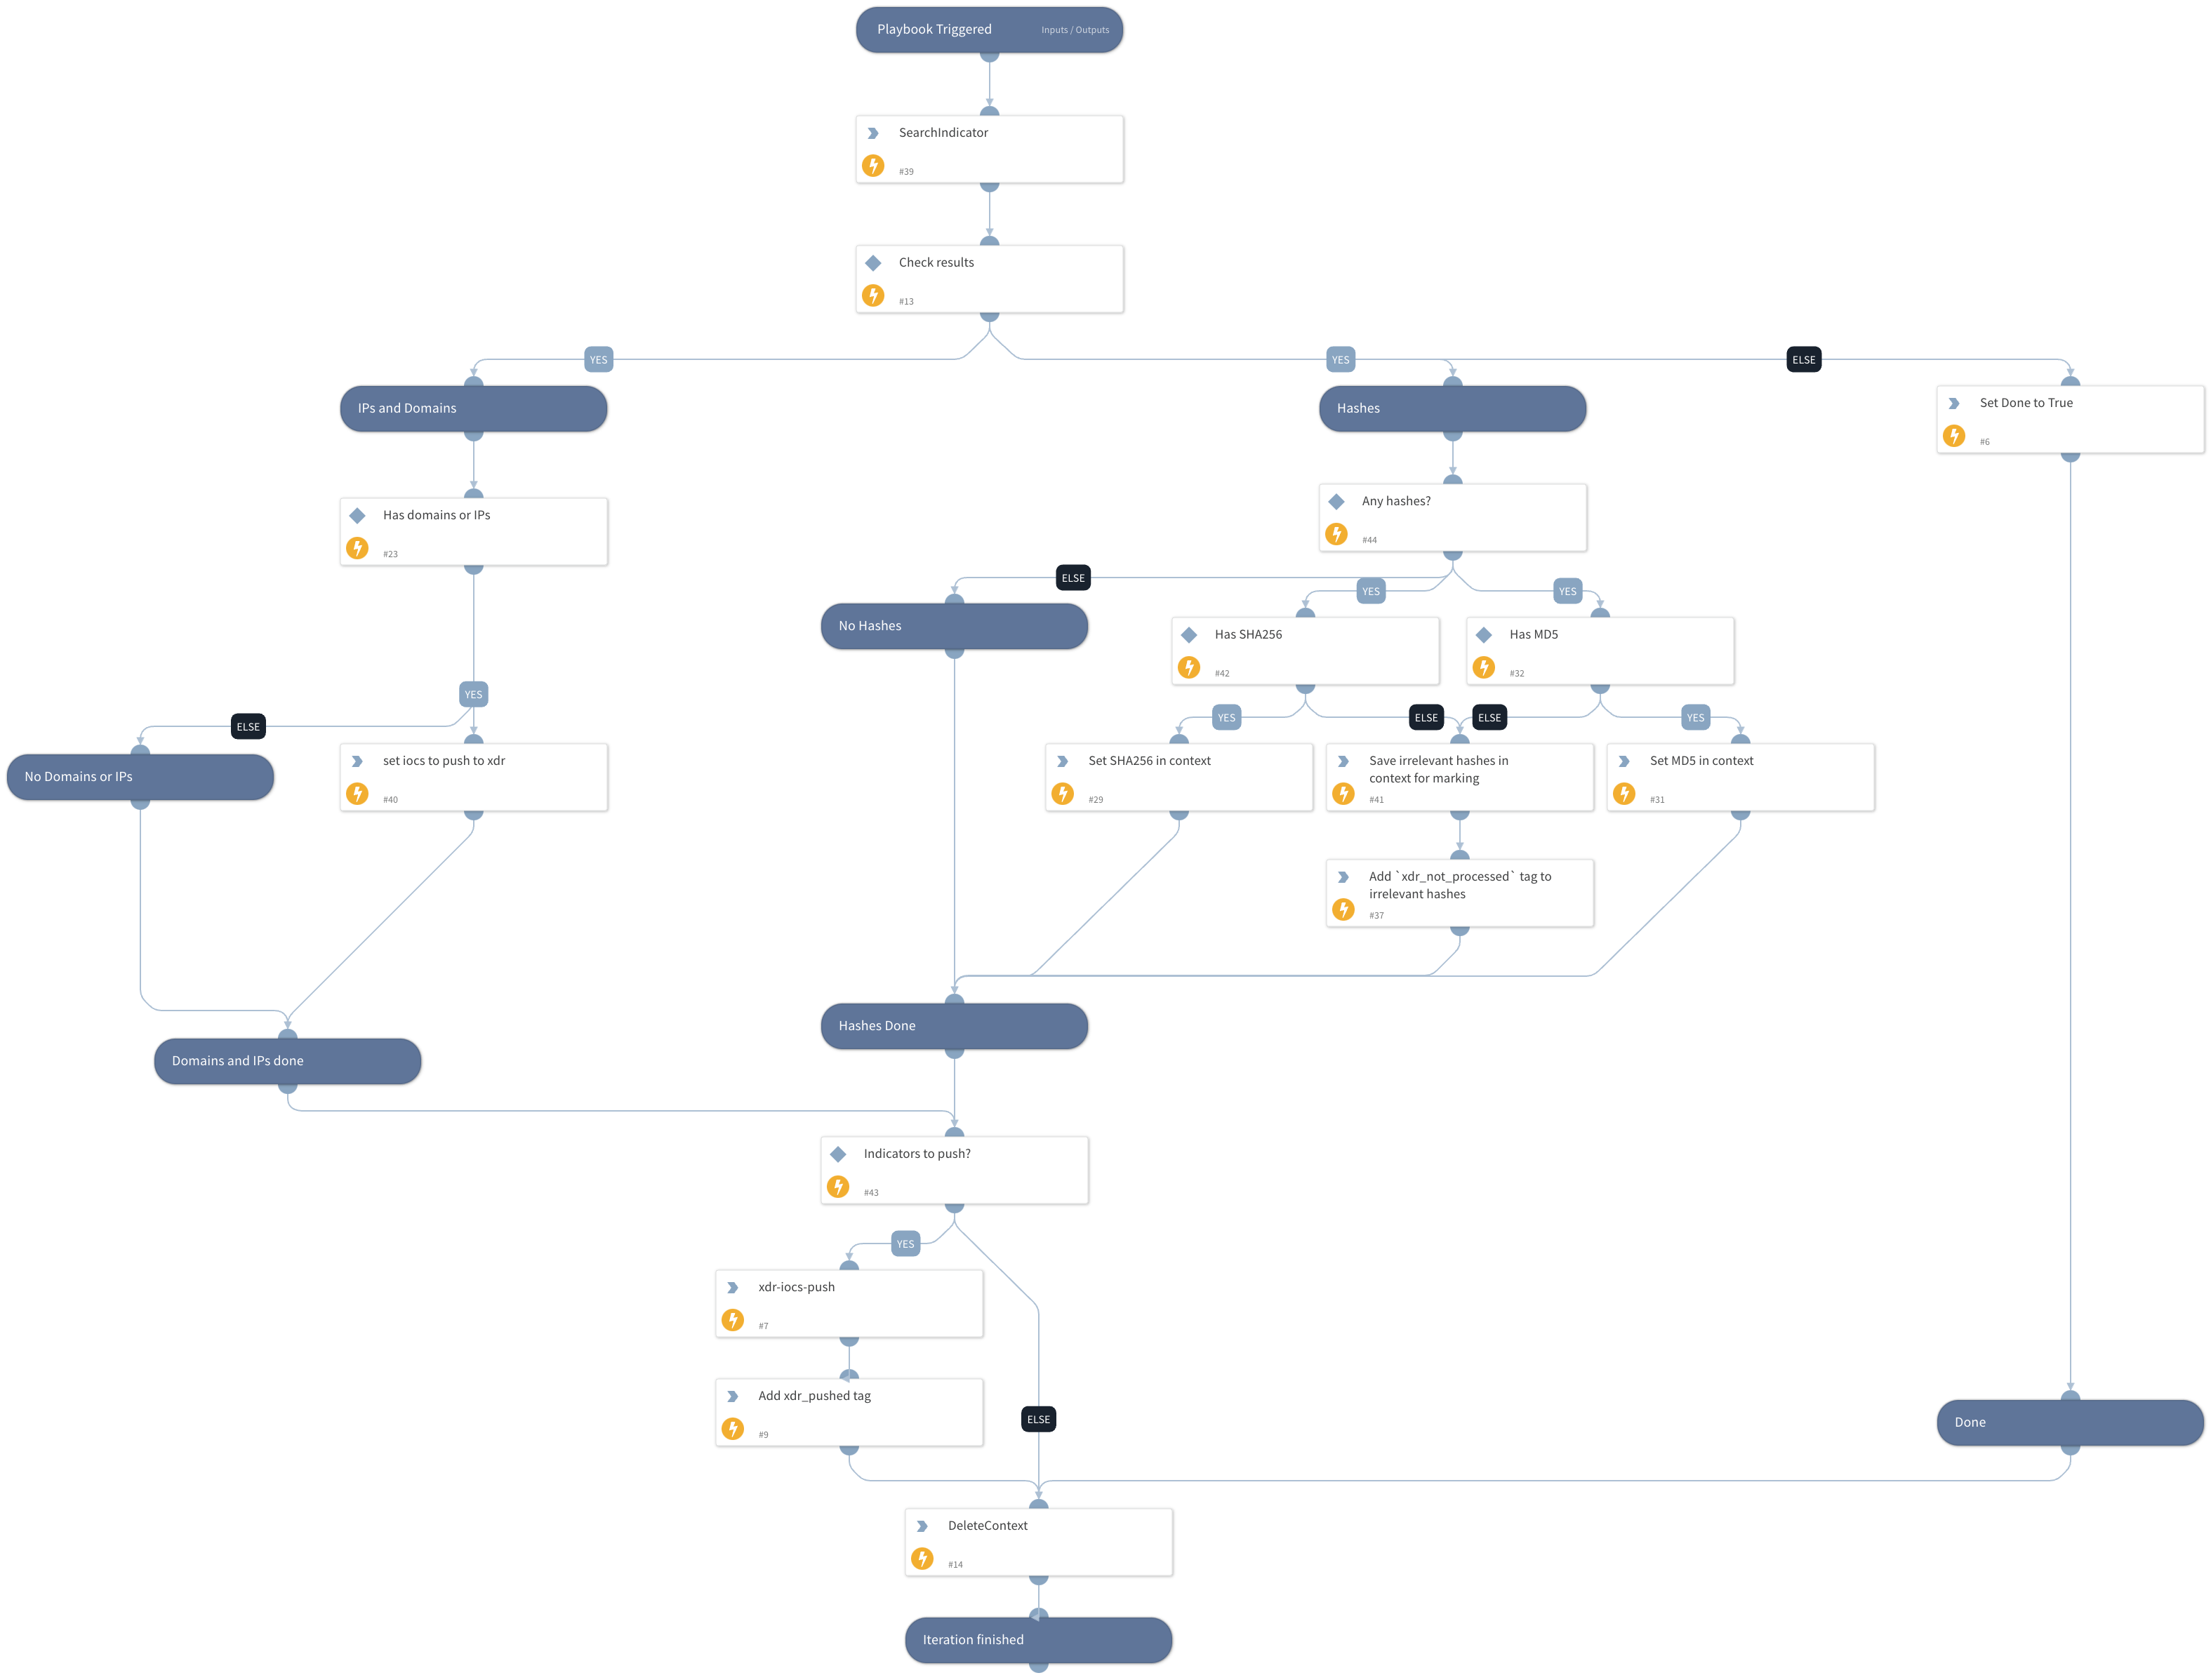 Playbook Triggered
Inputs / Outputs
SearchIndicator
#39
Check results
#13
YES
YES
ELSE
IPs and Domains
Hashes
Set Done to True
#6
Has domains or IPs
#23
Any hashes?
#44
ELSE
YES
YES
No Hashes
Has SHA256
#42
Has MD5
#32
YES
ELSE
YES
ELSE
ELSE
YES
No Domains or IPs
set iocs to push to xdr
#40
Set SHA256 in context
#29
Save irrelevant hashes in
context for marking
#41
Set MD5 in context
#31
Add `xdr_not_processed` tag to
irrelevant hashes
#37
Hashes Done
Domains and IPs done
Indicators to push?
#43
YES
xdr-iocs-push
#7
Add xdr_pushed tag
#9
ELSE
Done
DeleteContext
#14
Iteration finished